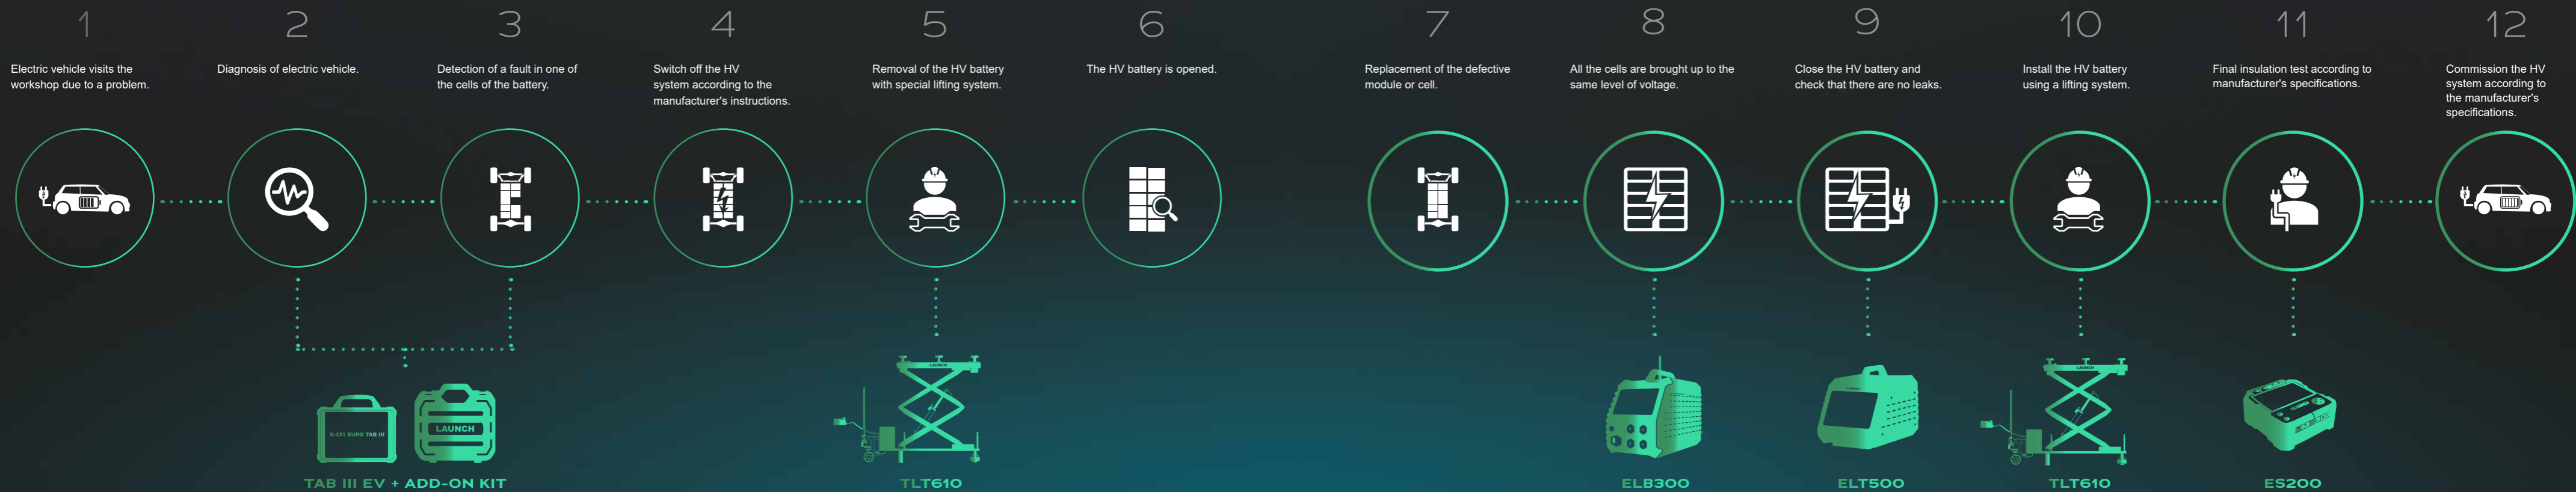 1
Electric vehicle visits the
workshop due to a problem.
2
Diagnosis of electric vehicle.
3
Detection of a fault in one of
the cells of the battery.
4
Switch off the HV
system according to the
manufacturer's instructions.
5
Removal of the HV battery
with special lifting system.
6
The HV battery is opened.
7
Replacement of the defective
module or cell.
8
All the cells are brought up to the
same level of voltage.
9
Close the HV battery and
check that there are no leaks.
10
Install the HV battery
using a lifting system.
11
Final insulation test according to
manufacturer's specifications.
12
Commission the HV
system according to
the manufacturer's
specifications.
X-431 EURO TAB III
LAUNCH
TAB III EV + ADD-ON KIT
LAUNCH
TLT610
ELB300
ELT500
LAUNCH
TLT610
ES200